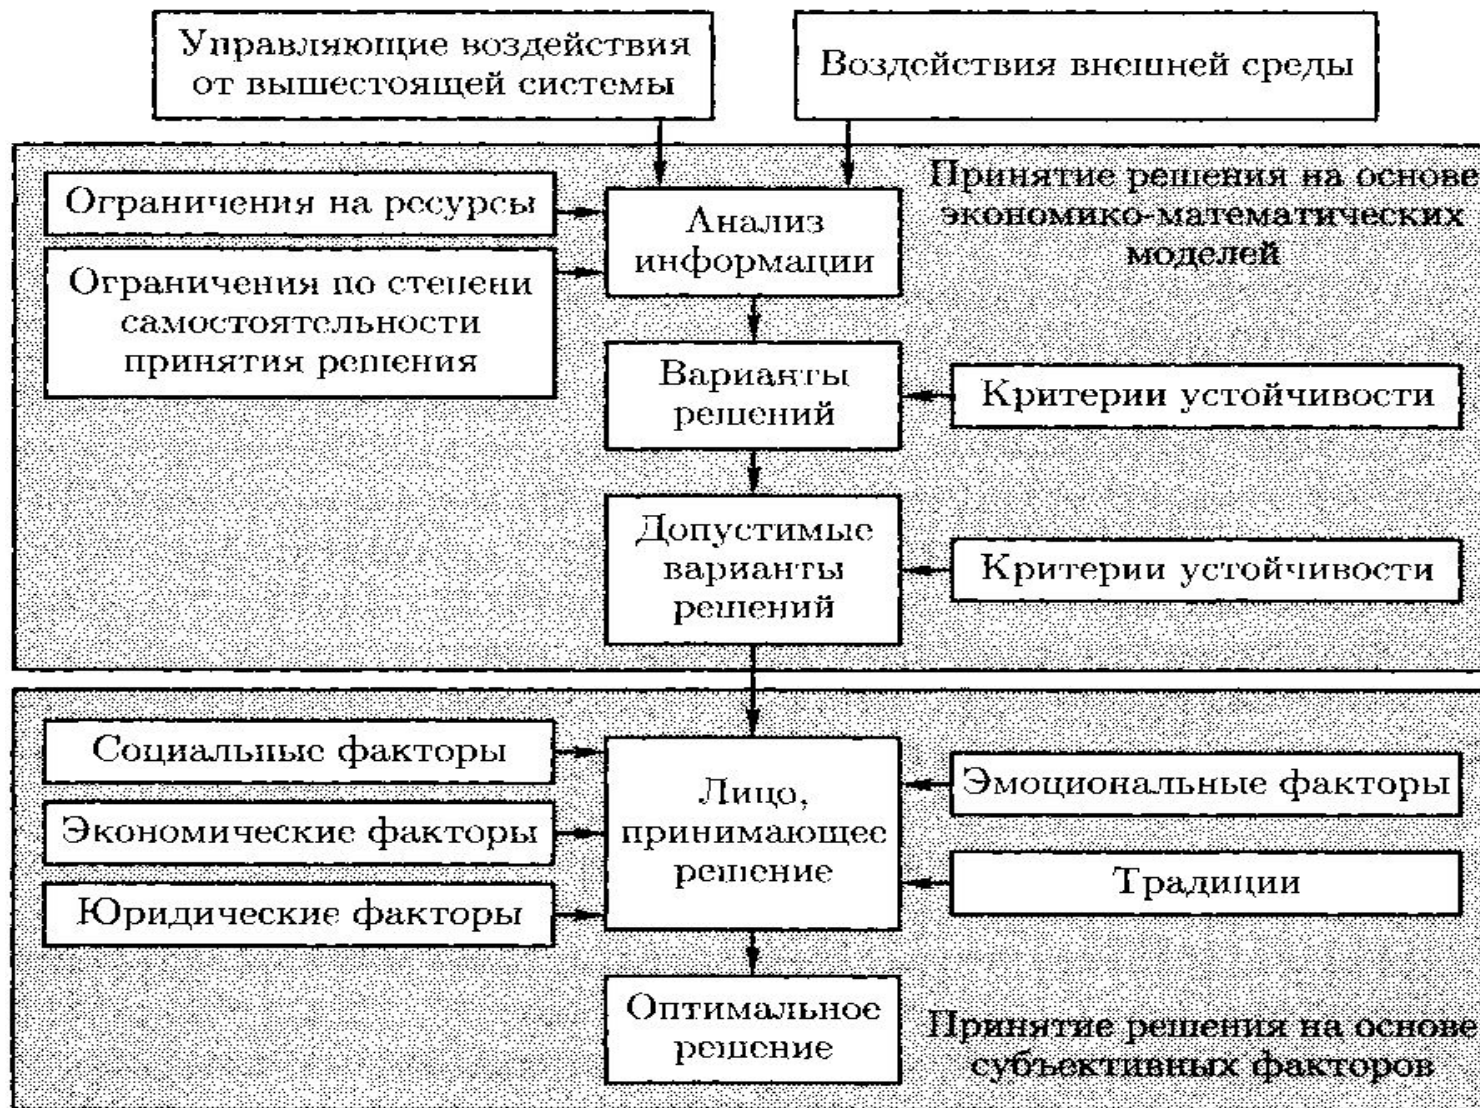 Управляющие воздействия
от вышестоящей системы
Воздействия внешней среды
Принятие решения на основе
экономико-математических
моделей
Ограничения на ресурсы
Анализ
информации
Ограничения по степени
самостоятельности
принятия решения
Варианты
решений
Критерии устойчивости
Допустимые
варианты
решений
Критерии устойчивости
Социальные факторы
Экономические факторы
Юридические факторы
Лицо,
принимающее
решение
Эмоциональные факторы
Традиции
Оптимальное
решение
Принятие решения на основе
субъективных факторов